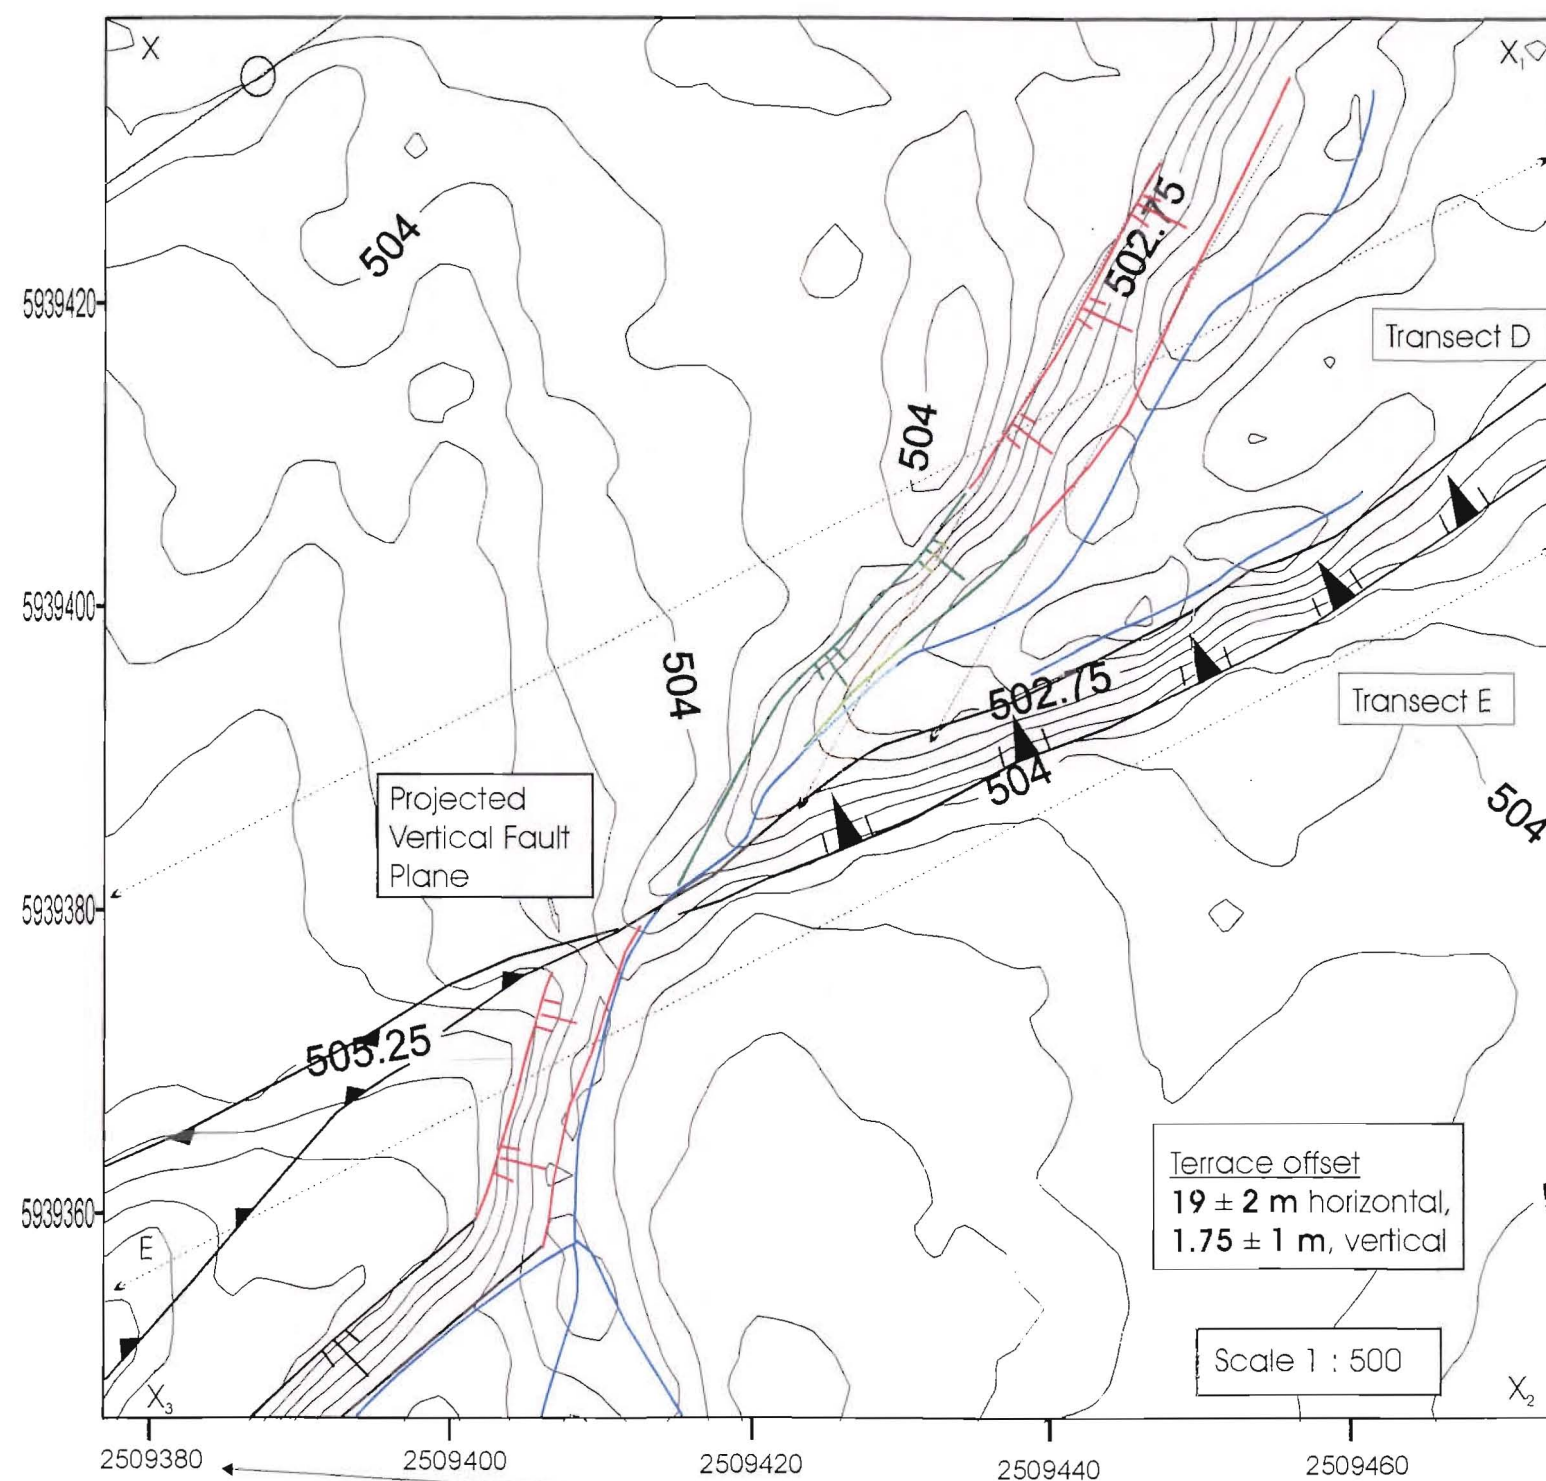 X
X₁
504
502.75
5939420
Transect D
504
5939400
504
502.75
Transect E
504
504
Projected
Vertical Fault
Plane
5939380
505.25
Terrace offset
19 ± 2 m horizontal,
1.75 ± 1 m, vertical
5939360
E
Scale 1 : 500
X₃
X₂
2509380
2509400
2509420
2509440
2509460